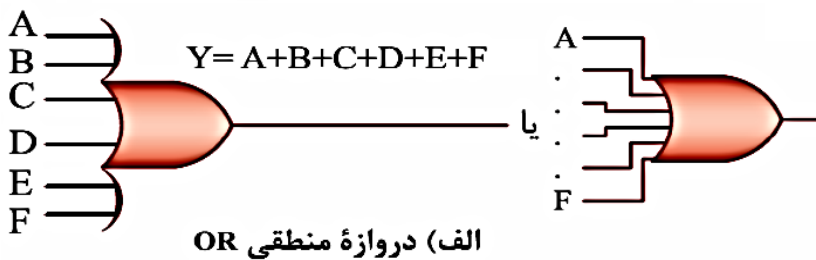 A
B
C
D
E
F
Y= A+B+C+D+E+F
یا
A
.
.
.
.
F
الف) دروازهٔ منطقی OR